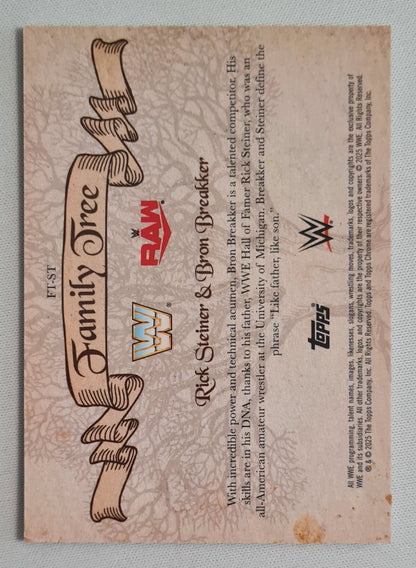 FT-ST
Family Tree
W
RAW
Rick Steiner & Bron Breakker
With incredible power and technical acumen, Bron Breakker is a talented competitor. His
skills are in his DNA, thanks to his father, WWE Hall of Famer Rick Steiner, who was an
all-American amateur wrestler at the University of Michigan. Breakker and Steiner define the
phrase "Like father, like son."
Topps
W
All WWE programming, talent names, images, likenesses, slogans, wrestling moves, trademarks, logos and copyrights are the exclusive property of
WWE and its subsidiaries. All other trademarks, logos, and copyrights are the property of their respective owners. © 2025 WWE. All Rights Reserved.
® & © 2025 The Topps Company, Inc. All Rights Reserved. Topps and Topps Chrome are registered trademarks of The Topps Company, Inc.